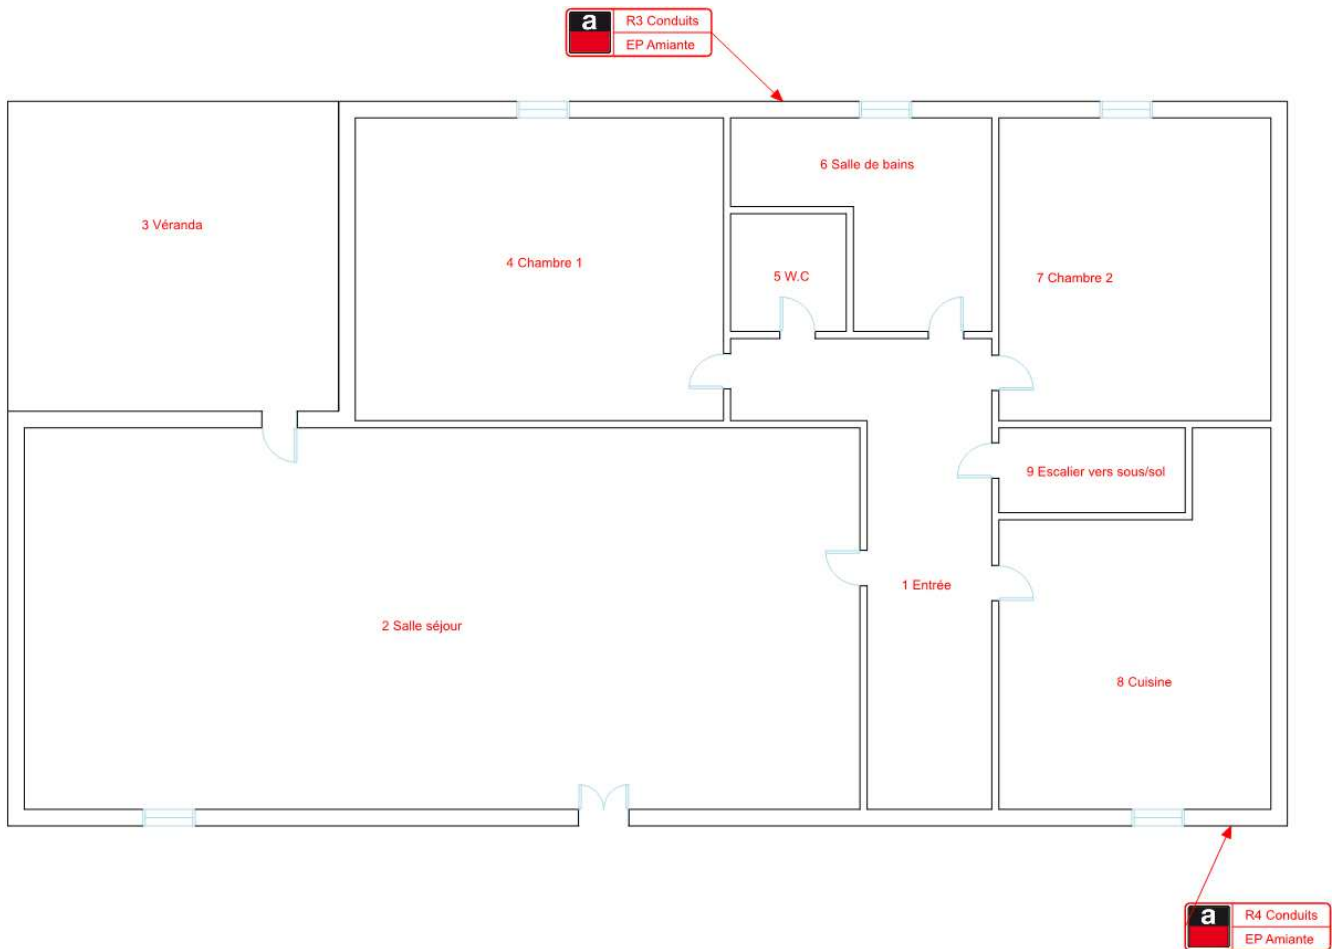 a
R3 Conduits
EP Amiante
6 Salle de bains
3 Véranda
4 Chambre 1
5 W.C
7 Chambre 2
9 Escalier vers sous/sol
1 Entrée
2 Salle séjour
8 Cuisine
a
R4 Conduits
EP Amiante